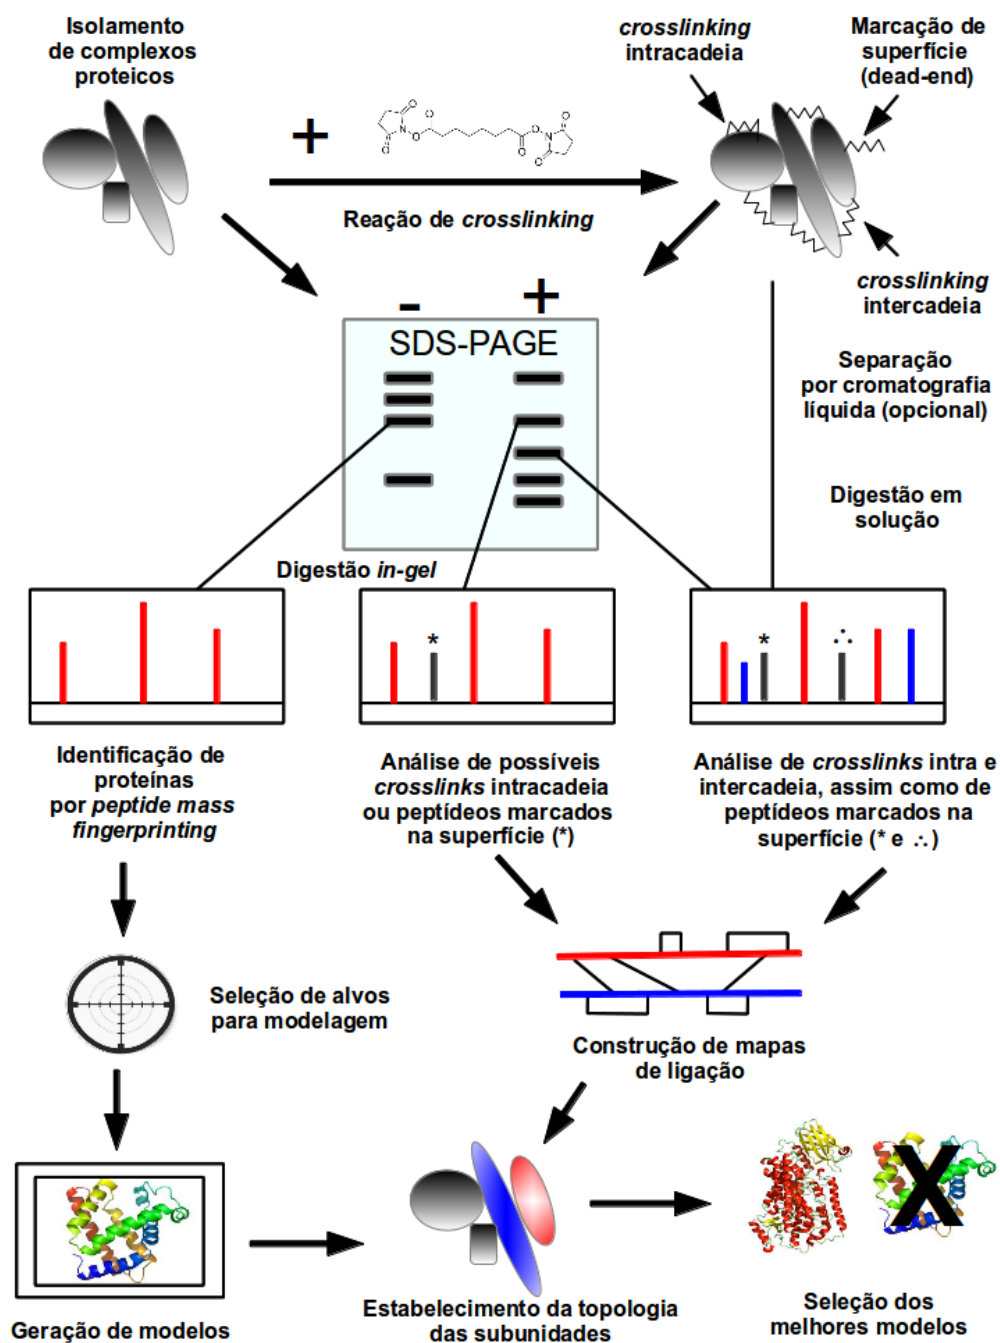 Isolamento
de complexos
proteicos
+
Reação de crosslinking
crosslinking
intracadeia
Marcação de
superfície
(dead-end)
crosslinking
intercadeia
- +
SDS-PAGE
Separação
por cromatografia
líquida (opcional)
Digestão em
solução
Digestão in-gel
*
* ∴
Identificação de
proteínas
por peptide mass
fingerprinting
Análise de possíveis
crosslinks intracadeia
ou peptídeos marcados
na superfície (*)
Análise de crosslinks intra e
intercadeia, assim como de
peptídeos marcados na
superfície (* e ∴)
Seleção de alvos
para modelagem
Construção de mapas
de ligação
Geração de modelos
Estabelecimento da topologia
das subunidades
X
Seleção dos
melhores modelos